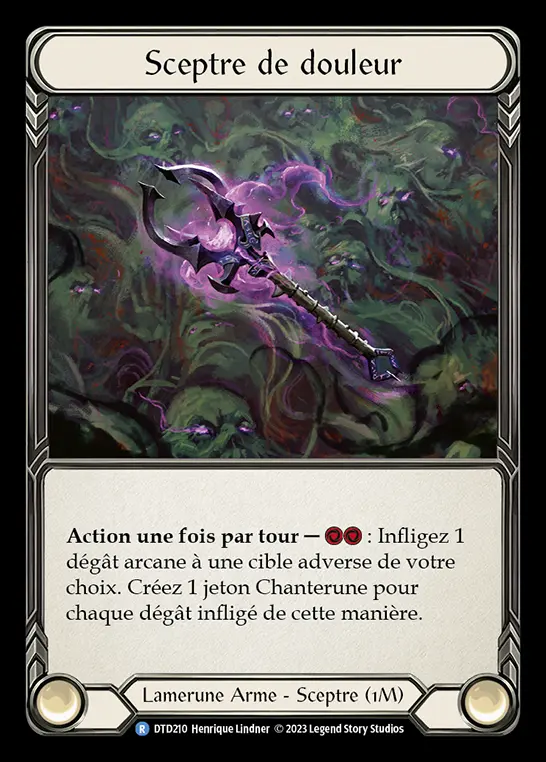 Sceptre de douleur
Action une fois par tour — : Infligez 1
dégât arcane à une cible adverse de votre
choix. Créez 1 jeton Chanterune pour
chaque dégât infligé de cette manière.
Lamerune Arme - Sceptre (1M)
R DTD210 Henrique Lindner © 2023 Legend Story Studios